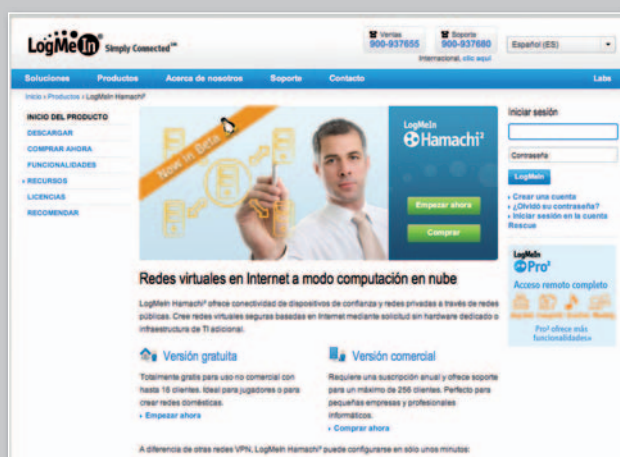 LogMeIn Simply Connected℠
Ventas
900-937655
Soporte
900-937680
Internacional, clic aquí
Español (ES)
Soluciones Productos Acerca de nosotros Soporte Contacto Labs
Inicio › Productos › LogMeIn Hamachi²
INICIO DEL PRODUCTO
DESCARGAR
COMPRAR AHORA
FUNCIONALIDADES
RECURSOS
LICENCIAS
RECOMENDAR
Now in Beta
LogMeIn
Hamachi²
Empezar ahora
Comprar
Iniciar sesión
Contraseña
LogMeIn
› Crear una cuenta
› ¿Olvidó su contraseña?
› Iniciar sesión en la cuenta
Rescue
LogMeIn
Pro²
Acceso remoto completo
Pro² ofrece más
funcionalidades»
Redes virtuales en Internet a modo computación en nube
LogMeIn Hamachi² ofrece conectividad de dispositivos de confianza y redes privadas a través de redes
públicas. Cree redes virtuales seguras basadas en Internet mediante solicitud sin hardware dedicado o
infraestructura de TI adicional.
Versión gratuita
Totalmente gratis para uso no comercial con
hasta 16 clientes. Ideal para jugadores o para
crear redes domésticas.
› Empezar ahora
Versión comercial
Requiere una suscripción anual y ofrece soporte
para un máximo de 256 clientes. Perfecto para
pequeñas empresas y profesionales
informáticos.
› Comprar ahora
A diferencia de otras redes VPN, LogMeIn Hamachi² puede configurarse en sólo unos minutos: